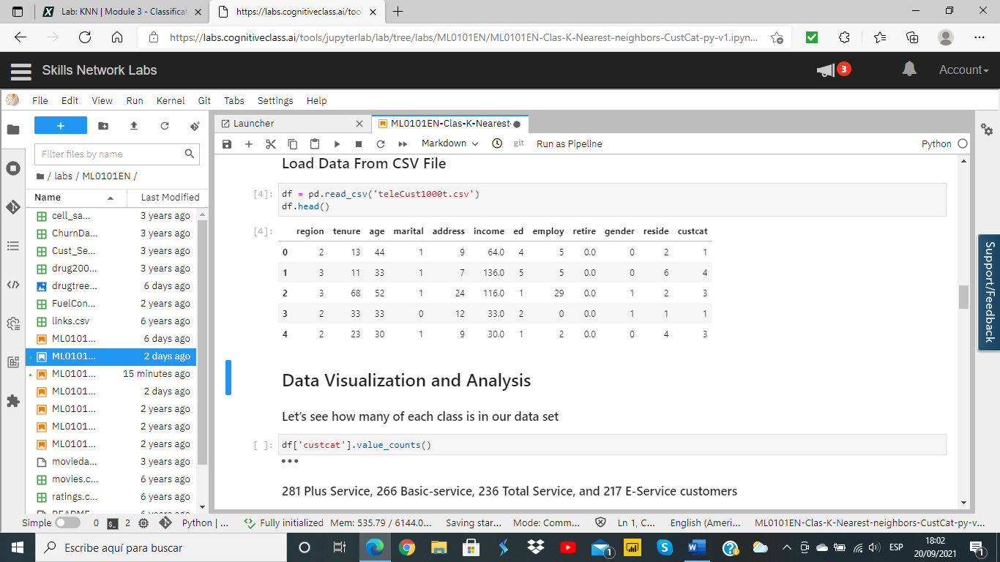 Lab: KNN | Module 3 - Classificat
https://labs.cognitiveclass.ai/too
https://labs.cognitiveclass.ai/tools/jupyterlab/lab/tree/labs/ML0101EN/ML0101EN-Clas-K-Nearest-neighbors-CustCat-py-v1.ipyn...
Skills Network Labs
3
Account
File Edit View Run Kernel Git Tabs Settings Help
Filter files by name
/ labs / ML0101EN /
Name Last Modified
cell_sa... 3 years ago
ChurnDa... 3 years ago
Cust_Se... 3 years ago
drug200... 3 years ago
drugtree... 6 days ago
FuelCon... 2 years ago
links.csv 6 years ago
ML0101... 6 days ago
ML0101... 2 days ago
ML0101... 15 minutes ago
ML0101... 2 days ago
ML0101... 2 years ago
ML0101... 2 years ago
ML0101... 2 years ago
movieda... 3 years ago
movies.c... 6 years ago
ratings.c... 6 years ago
Launcher
ML0101EN-Clas-K-Nearest-
Markdown
git
Run as Pipeline
Python
Load Data From CSV File
[4]: df = pd.read_csv('teleCust1000t.csv')
df.head()
[4]: region tenure age marital address income ed employ retire gender reside custcat
0 2 13 44 1 9 64.0 4 5 0.0 0 2 1
1 3 11 33 1 7 136.0 5 5 0.0 0 6 4
2 3 68 52 1 24 116.0 1 29 0.0 1 2 3
3 2 33 33 0 12 33.0 2 0 0.0 1 1 1
4 2 23 30 1 9 30.0 1 2 0.0 0 4 3
Data Visualization and Analysis
Let's see how many of each class is in our data set
[ ]: df['custcat'].value_counts()
281 Plus Service, 266 Basic-service, 236 Total Service, and 217 E-Service customers
Support/Feedback
Simple 0 2 Python | ... Fully initialized Mem: 535.79 / 6144.0... Saving star... Mode: Comm... Ln 1, C... English (Ameri... ML0101EN-Clas-K-Nearest-neighbors-CustCat-py-v...
Escribe aquí para buscar
1
ESP
18:02
20/09/2021
1